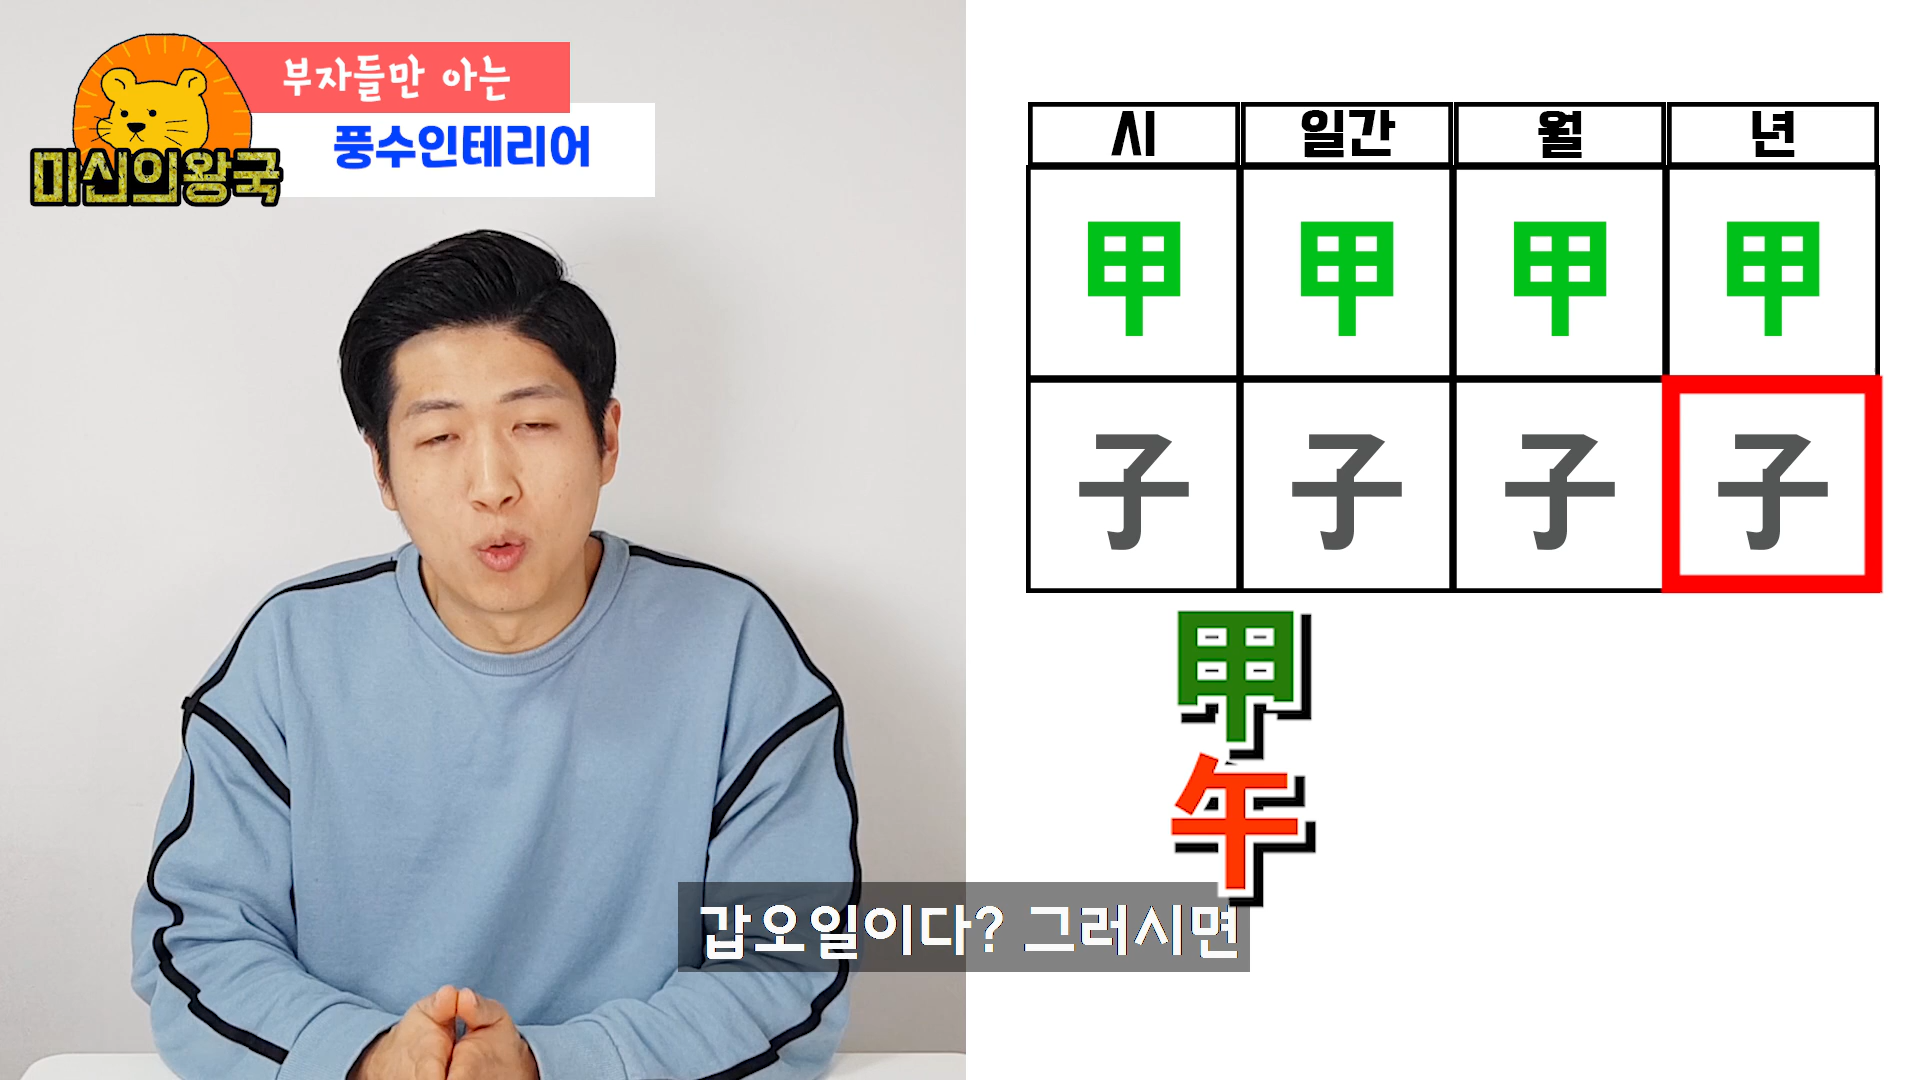 부자들만 아는
풍수인테리어
미신의왕국
시 일간 월 년
甲 甲 甲 甲
子 子 子 子
甲
午
갑오일이다? 그러시면